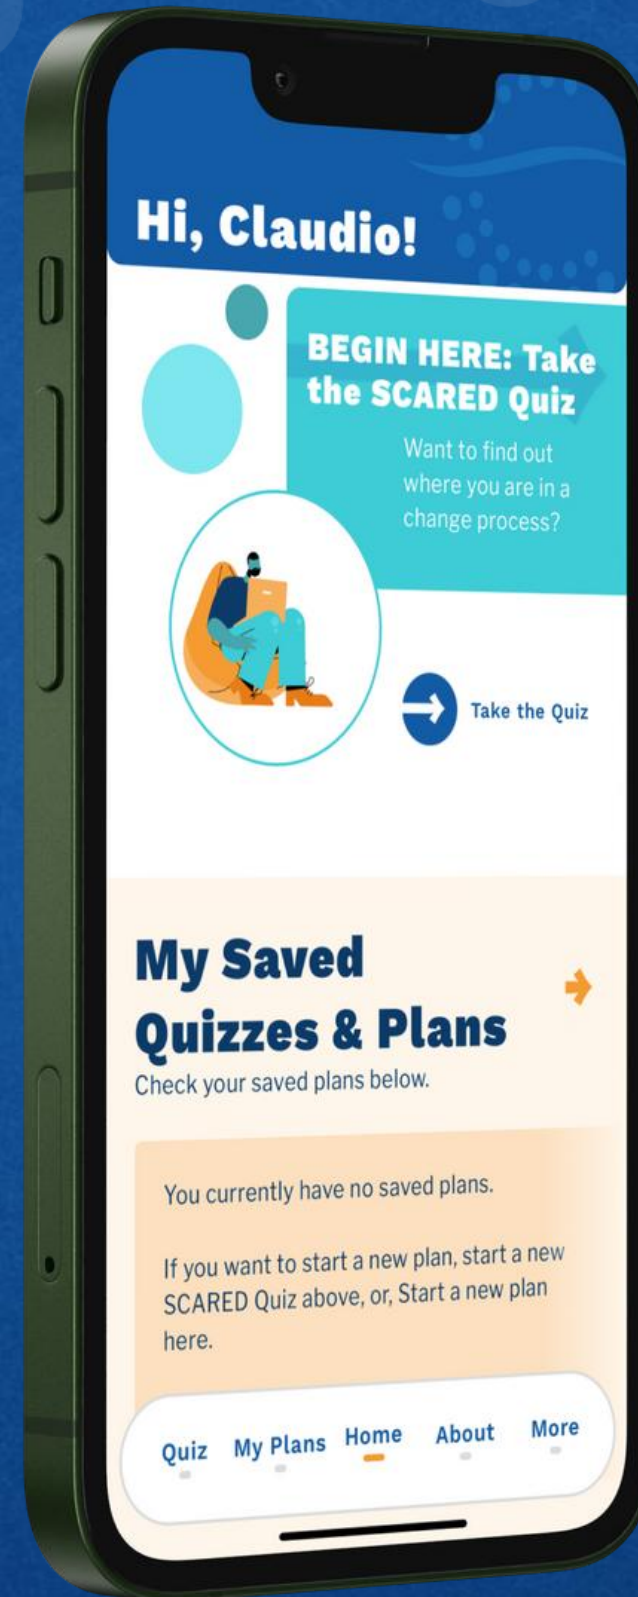 Hi, Claudio!
BEGIN HERE: Take
the SCARED Quiz
Want to find out
where you are in a
change process?
Take the Quiz
My Saved
Quizzes & Plans
Check your saved plans below.
You currently have no saved plans.
If you want to start a new plan, start a new
SCARED Quiz above, or, Start a new plan
here.
Quiz My Plans Home About More